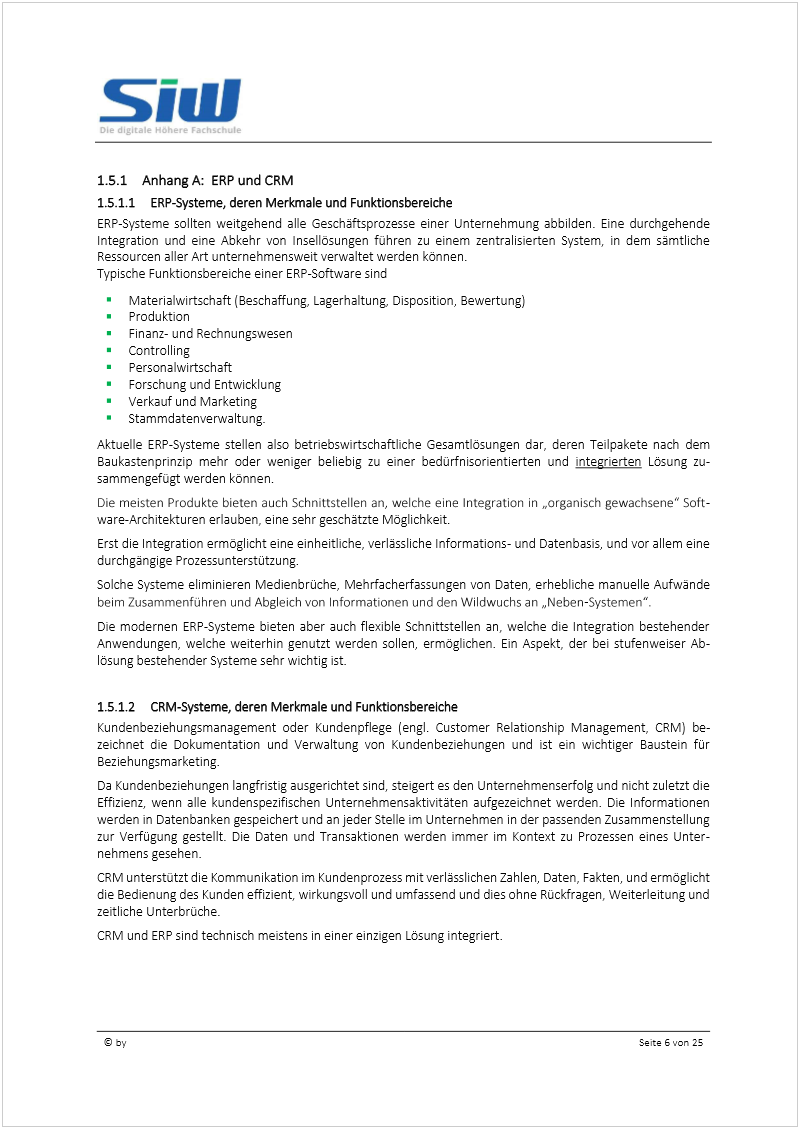 SIW
Die digitale Höhere Fachschule
1.5.1 Anhang A: ERP und CRM
1.5.1.1 ERP-Systeme, deren Merkmale und Funktionsbereiche
ERP-Systeme sollten weitgehend alle Geschäftsprozesse einer Unternehmung abbilden. Eine durchgehende
Integration und eine Abkehr von Insellösungen führen zu einem zentralisierten System, in dem sämtliche
Ressourcen aller Art unternehmensweit verwaltet werden können.
Typische Funktionsbereiche einer ERP-Software sind
▪ Materialwirtschaft (Beschaffung, Lagerhaltung, Disposition, Bewertung)
▪ Produktion
▪ Finanz- und Rechnungswesen
▪ Controlling
▪ Personalwirtschaft
▪ Forschung und Entwicklung
▪ Verkauf und Marketing
▪ Stammdatenverwaltung.
Aktuelle ERP-Systeme stellen also betriebswirtschaftliche Gesamtlösungen dar, deren Teilpakete nach dem
Baukastenprinzip mehr oder weniger beliebig zu einer bedürfnisorientierten und integrierten Lösung zu-
sammengefügt werden können.
Die meisten Produkte bieten auch Schnittstellen an, welche eine Integration in „organisch gewachsene“ Soft-
ware-Architekturen erlauben, eine sehr geschätzte Möglichkeit.
Erst die Integration ermöglicht eine einheitliche, verlässliche Informations- und Datenbasis, und vor allem eine
durchgängige Prozessunterstützung.
Solche Systeme eliminieren Medienbrüche, Mehrfacherfassungen von Daten, erhebliche manuelle Aufwände
beim Zusammenführen und Abgleich von Informationen und den Wildwuchs an „Neben-Systemen“.
Die modernen ERP-Systeme bieten aber auch flexible Schnittstellen an, welche die Integration bestehender
Anwendungen, welche weiterhin genutzt werden sollen, ermöglichen. Ein Aspekt, der bei stufenweiser Ab-
lösung bestehender Systeme sehr wichtig ist.
1.5.1.2 CRM-Systeme, deren Merkmale und Funktionsbereiche
Kundenbeziehungsmanagement oder Kundenpflege (engl. Customer Relationship Management, CRM) be-
zeichnet die Dokumentation und Verwaltung von Kundenbeziehungen und ist ein wichtiger Baustein für
Beziehungsmarketing.
Da Kundenbeziehungen langfristig ausgerichtet sind, steigert es den Unternehmenserfolg und nicht zuletzt die
Effizienz, wenn alle kundenspezifischen Unternehmensaktivitäten aufgezeichnet werden. Die Informationen
werden in Datenbanken gespeichert und an jeder Stelle im Unternehmen in der passenden Zusammenstellung
zur Verfügung gestellt. Die Daten und Transaktionen werden immer im Kontext zu Prozessen eines Unter-
nehmens gesehen.
CRM unterstützt die Kommunikation im Kundenprozess mit verlässlichen Zahlen, Daten, Fakten, und ermöglicht
die Bedienung des Kunden effizient, wirkungsvoll und umfassend und dies ohne Rückfragen, Weiterleitung und
zeitliche Unterbrüche.
CRM und ERP sind technisch meistens in einer einzigen Lösung integriert.
© by Seite 6 von 25